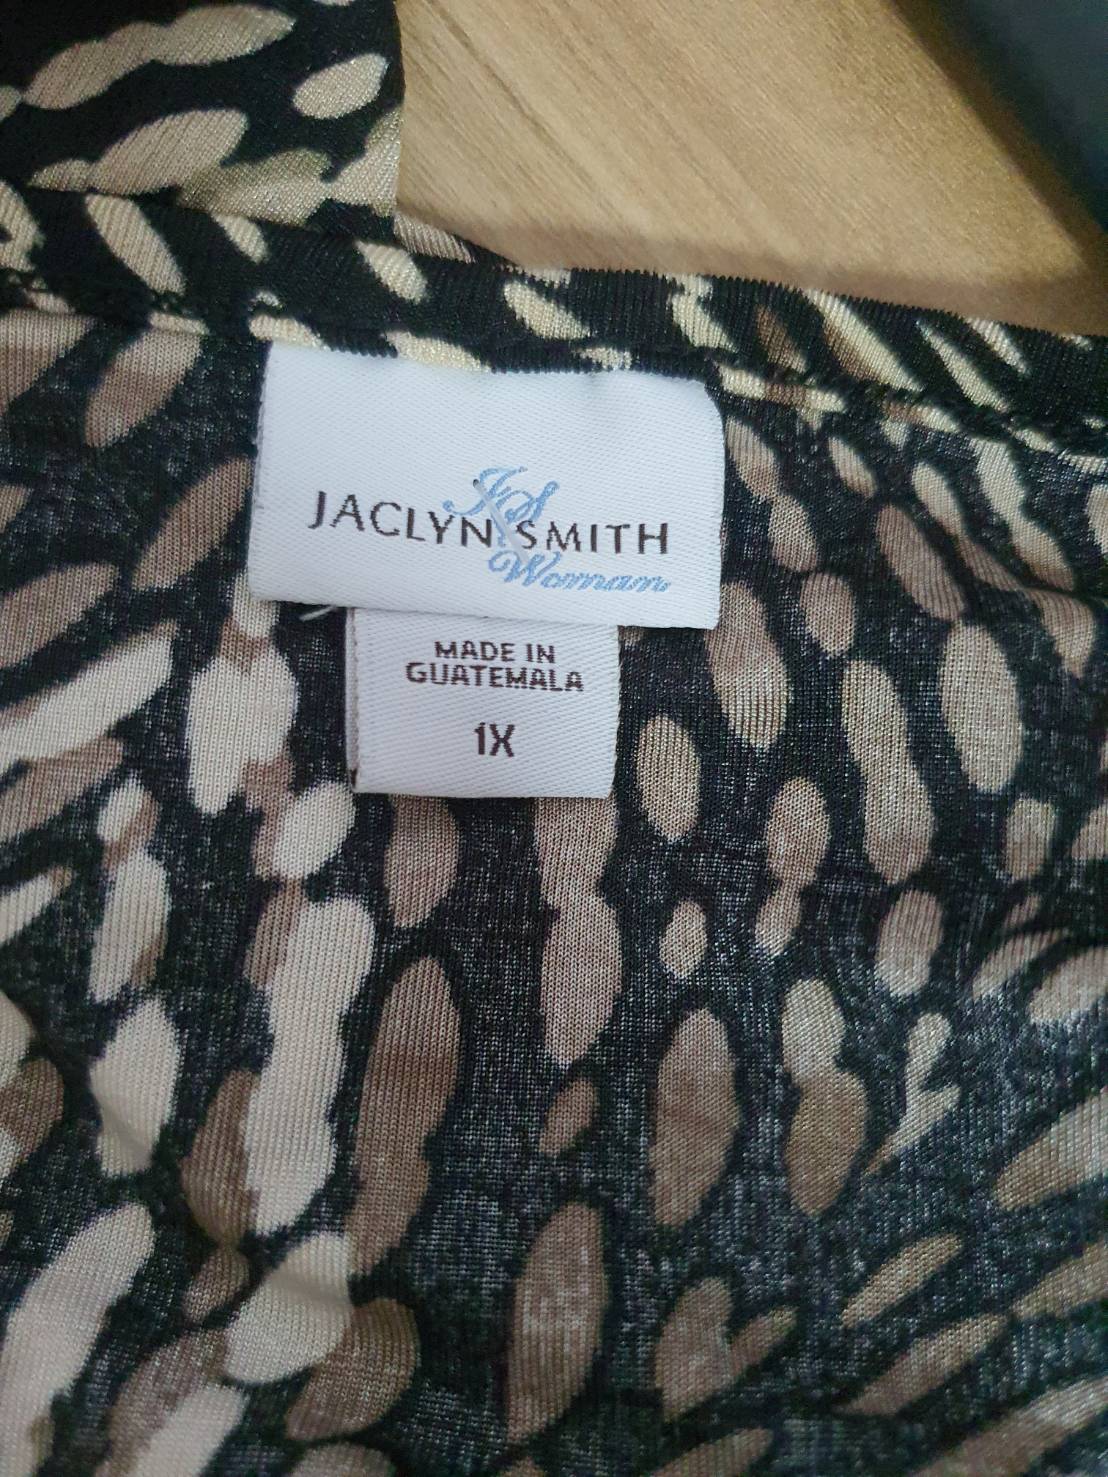 JS
JACLYN SMITH
Woman
MADE IN
GUATEMALA
1X